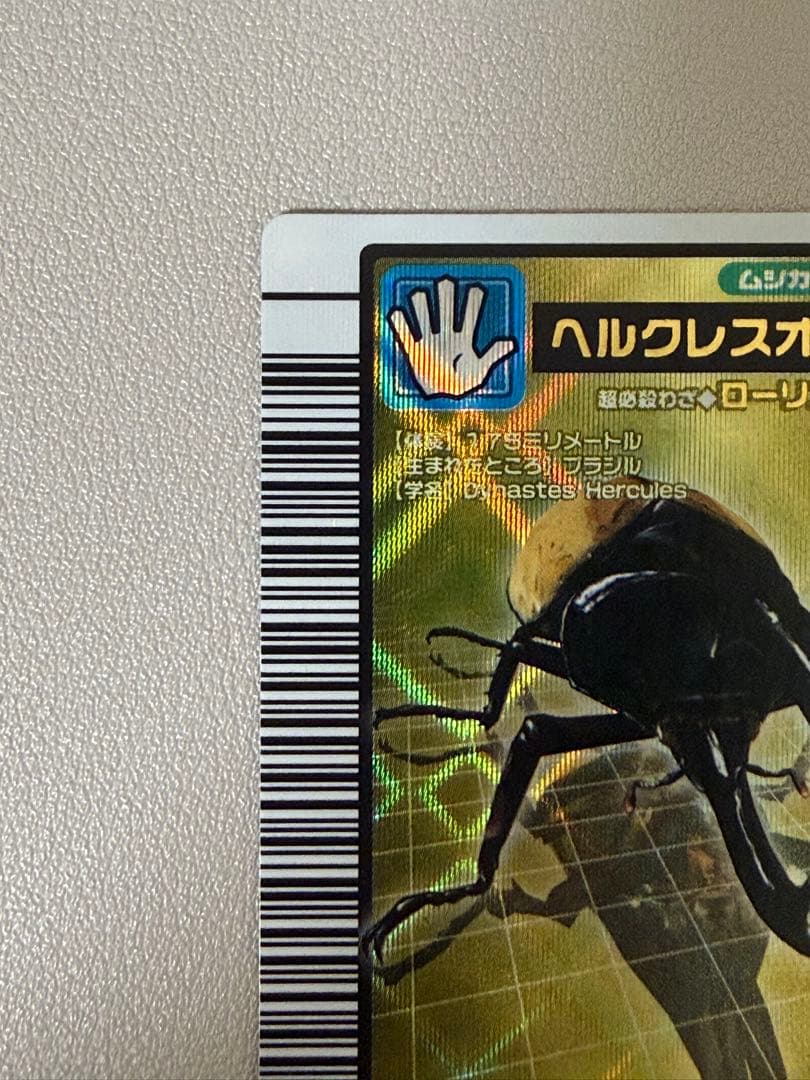 ムシカ
ヘルクレスオ
超必殺わざ◆ローリ
【体長】175ミリメートル
【生まれたところ】ブラジル
【学名】Dynastes Hercules